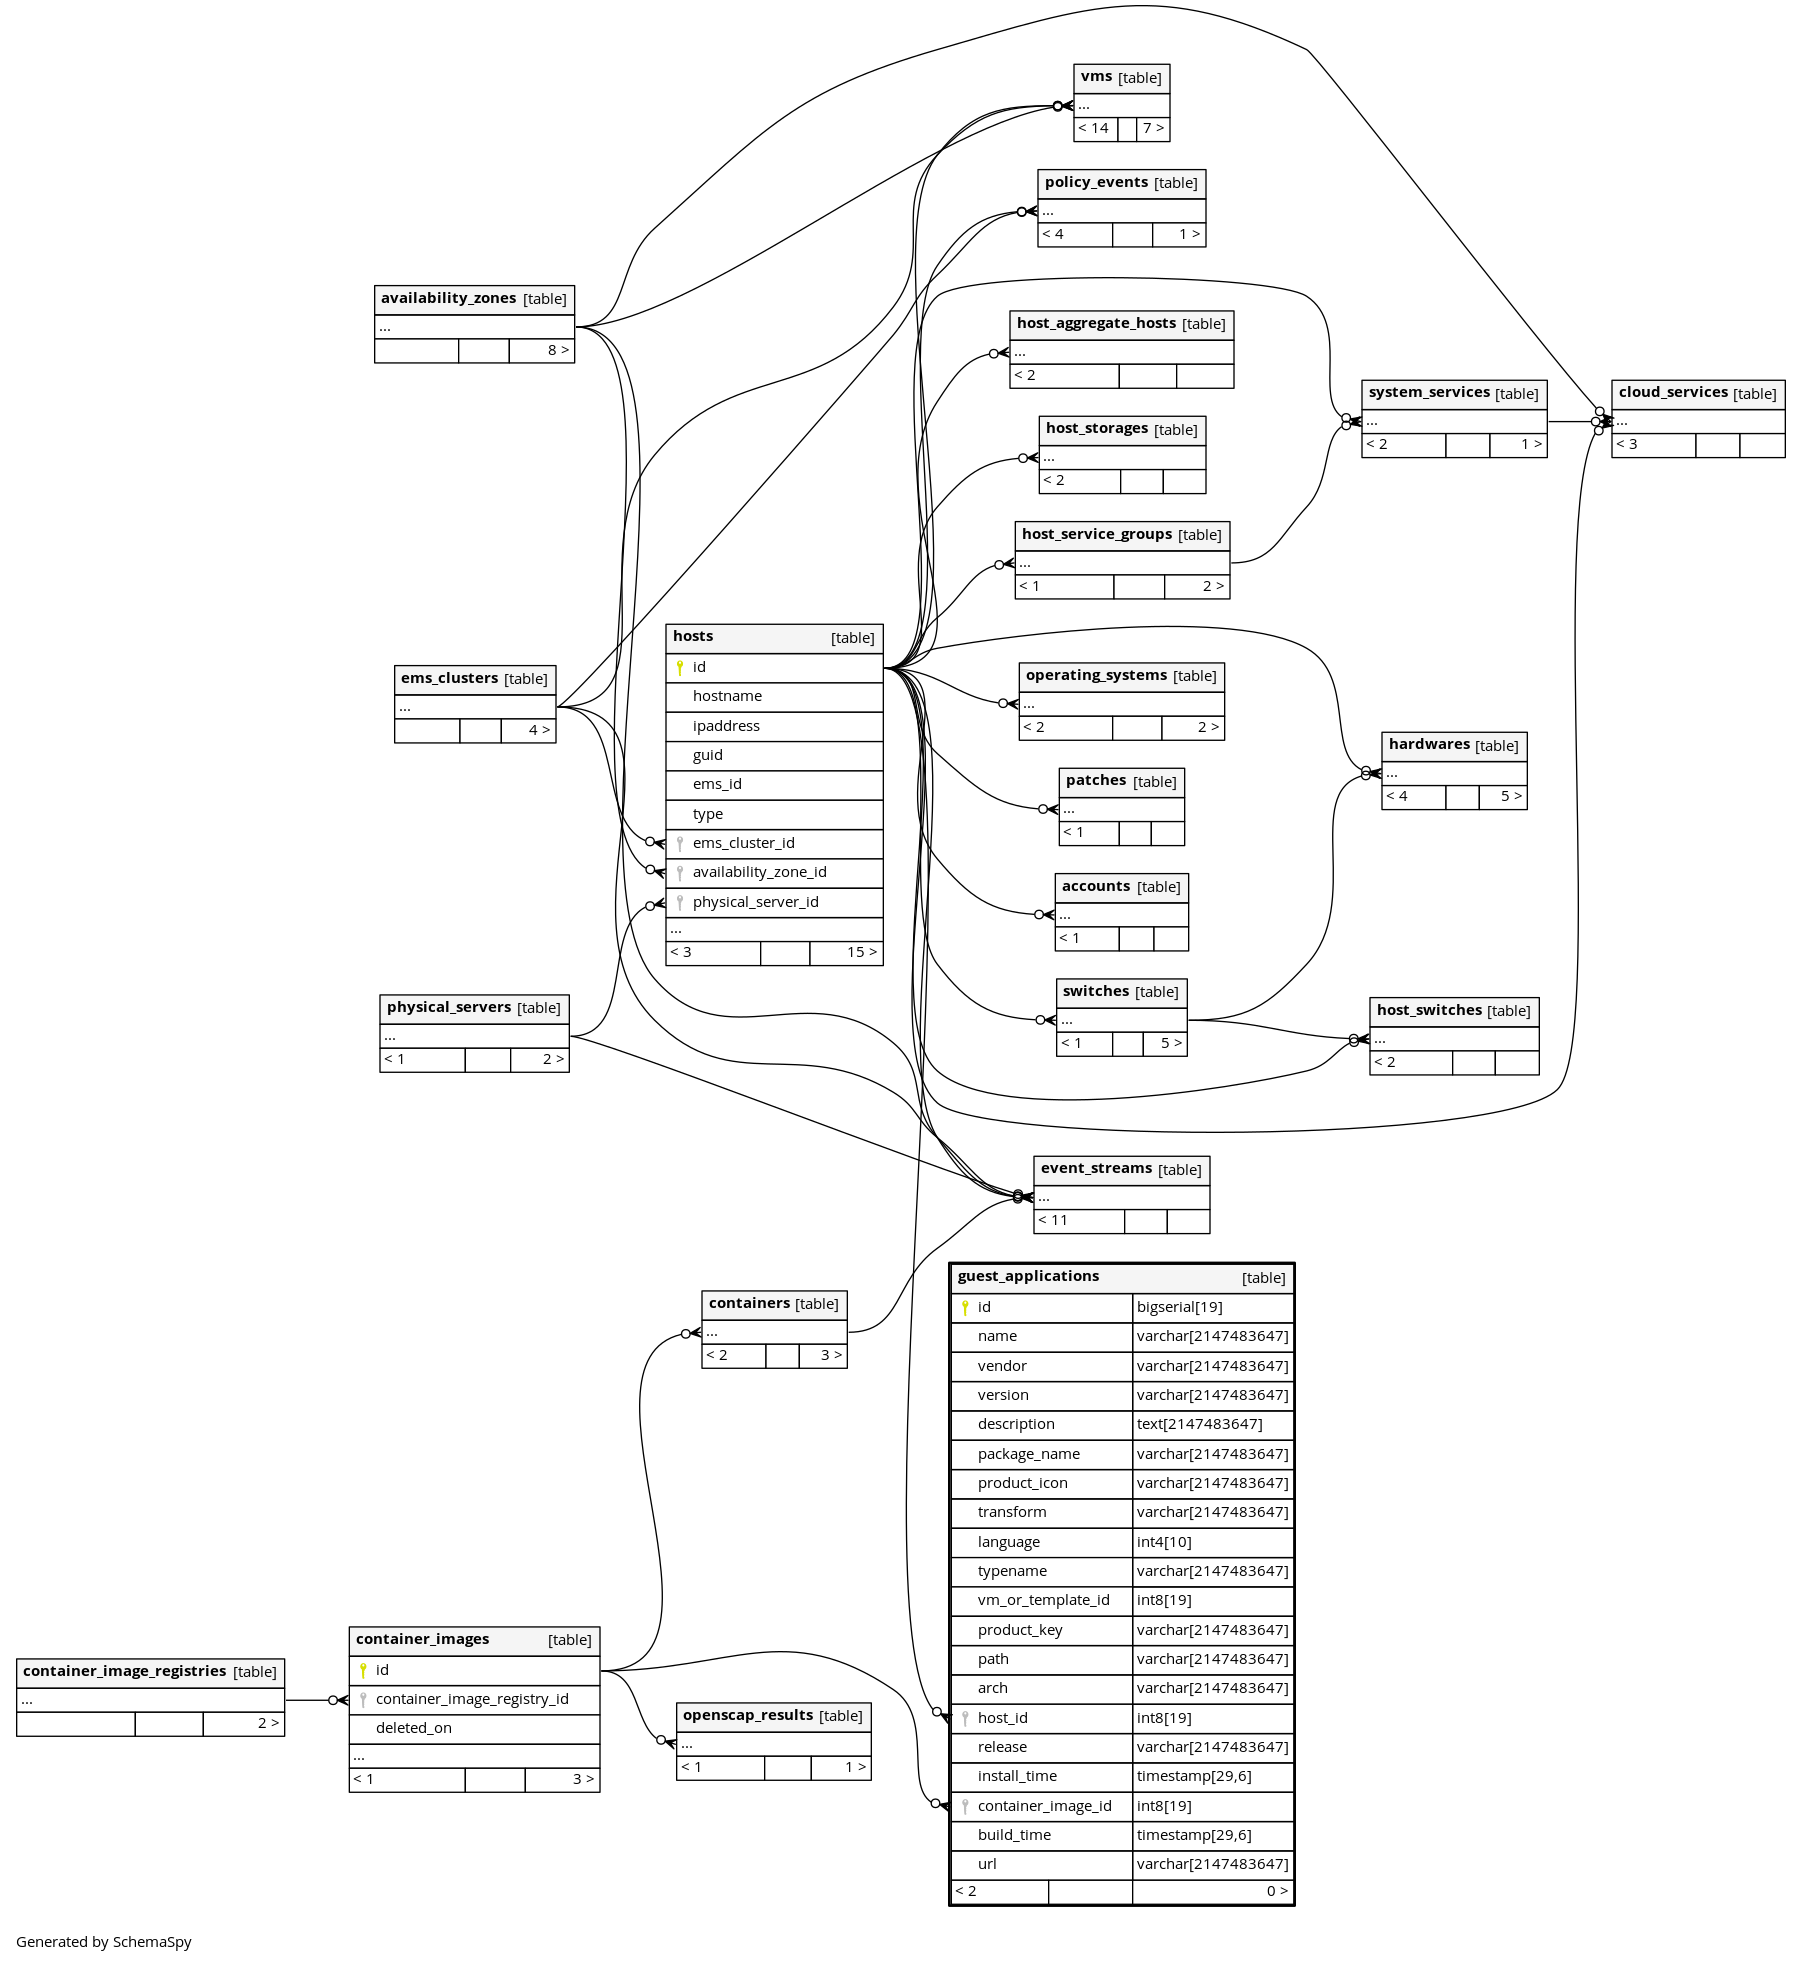 vms [table]
...
< 14 7 >
policy_events [table]
...
< 4 1 >
availability_zones [table]
...
8 >
host_aggregate_hosts [table]
...
< 2
system_services [table]
...
< 2 1 >
cloud_services [table]
...
< 3
host_storages [table]
...
< 2
host_service_groups [table]
...
< 1 2 >
hosts [table]
id
hostname
ipaddress
guid
ems_id
type
ems_cluster_id
availability_zone_id
physical_server_id
...
< 3 15 >
ems_clusters [table]
...
4 >
operating_systems [table]
...
< 2 2 >
hardwares [table]
...
< 4 5 >
patches [table]
...
< 1
accounts [table]
...
< 1
switches [table]
...
< 1 5 >
physical_servers [table]
...
< 1 2 >
host_switches [table]
...
< 2
event_streams [table]
...
< 11
containers [table]
...
< 2 3 >
guest_applications [table]
id bigserial[19]
name varchar[2147483647]
vendor varchar[2147483647]
version varchar[2147483647]
description text[2147483647]
package_name varchar[2147483647]
product_icon varchar[2147483647]
transform varchar[2147483647]
language int4[10]
typename varchar[2147483647]
vm_or_template_id int8[19]
product_key varchar[2147483647]
path varchar[2147483647]
arch varchar[2147483647]
host_id int8[19]
release varchar[2147483647]
install_time timestamp[29,6]
container_image_id int8[19]
build_time timestamp[29,6]
url varchar[2147483647]
< 2 0 >
container_images [table]
id
container_image_registry_id
deleted_on
...
< 1 3 >
container_image_registries [table]
...
2 >
openscap_results [table]
...
< 1 1 >
Generated by SchemaSpy